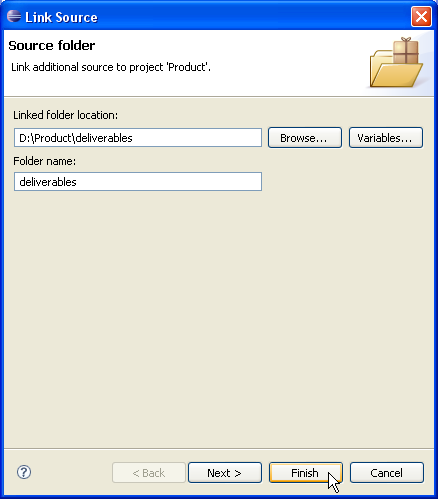 Link Source
Source folder
Link additional source to project 'Product'.
Linked folder location:
D:\Product\deliverables
Browse...
Variables...
Folder name:
deliverables
?
< Back
Next >
Finish
Cancel